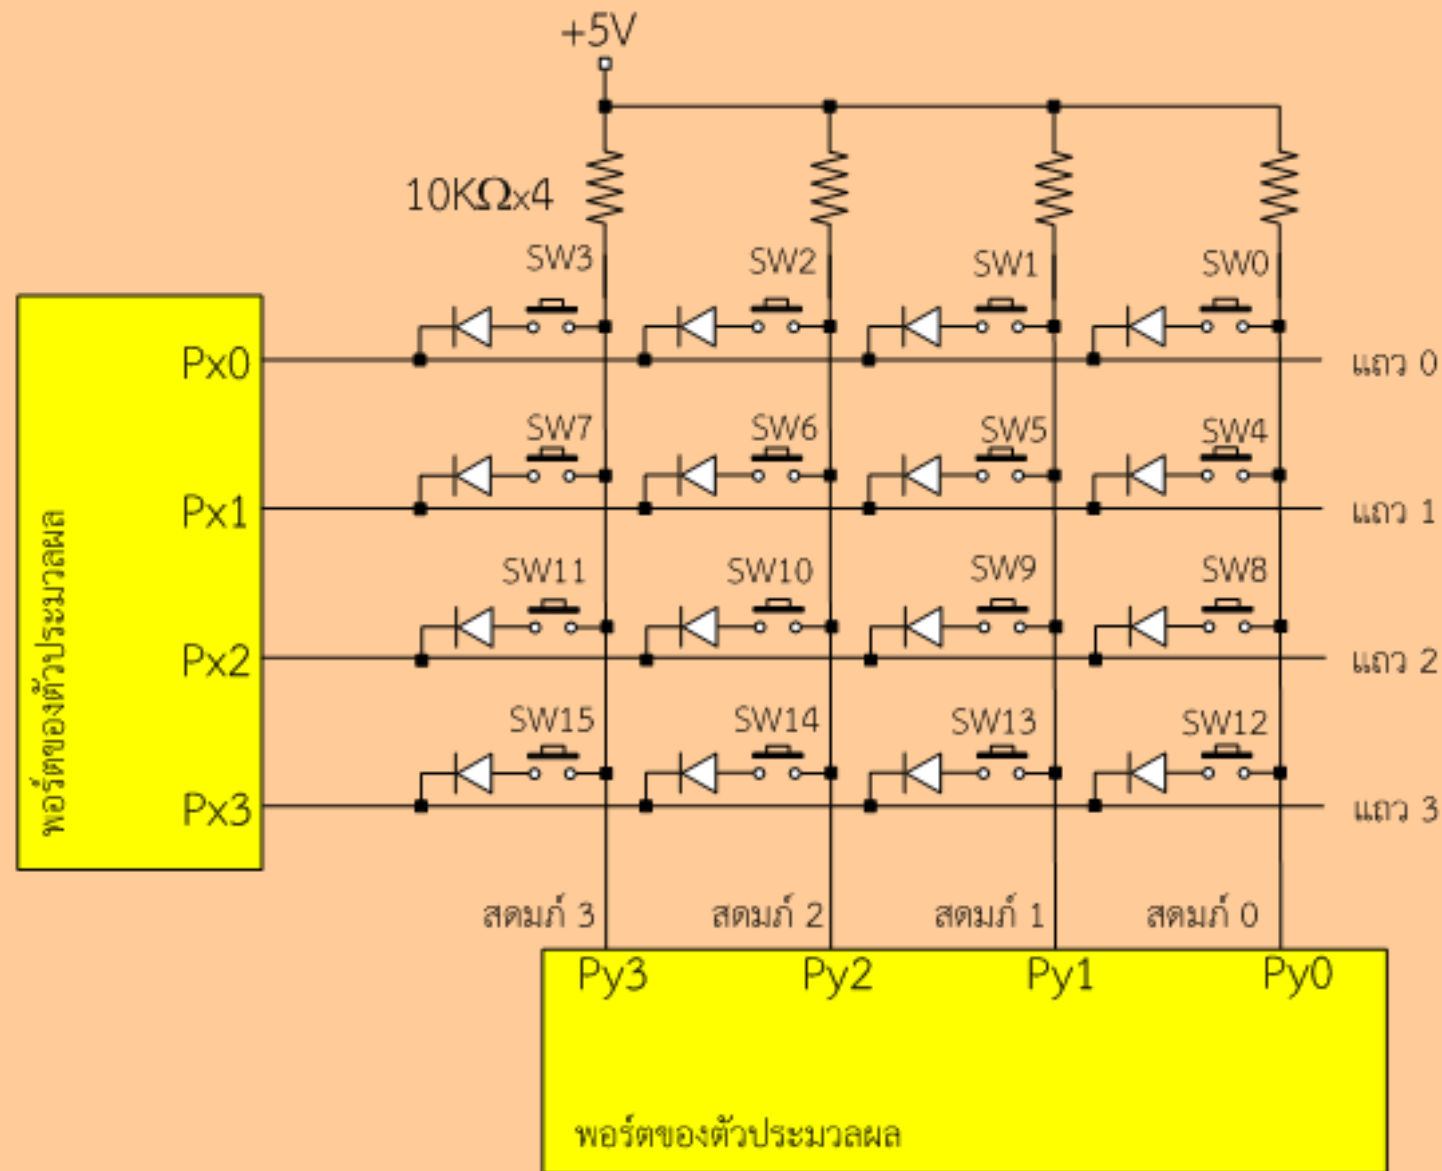 +5V
10KΩx4
SW3 SW2 SW1 SW0
Px0 แถว 0
SW7 SW6 SW5 SW4
Px1 แถว 1
SW11 SW10 SW9 SW8
Px2 แถว 2
SW15 SW14 SW13 SW12
Px3 แถว 3
พอร์ตของตัวประมวลผล
สดมภ์ 3 สดมภ์ 2 สดมภ์ 1 สดมภ์ 0
Py3 Py2 Py1 Py0
พอร์ตของตัวประมวลผล